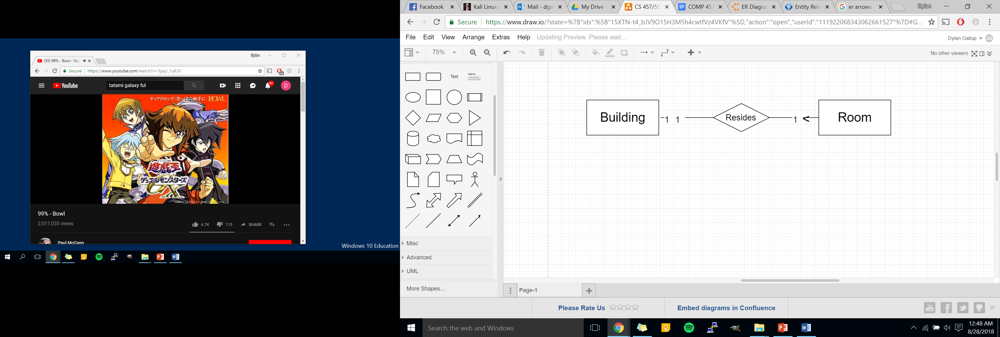 Dylan
(55) 99% - Bowl - You
Secure
https://www.youtube.com/watch?v=3gejJ_1uKJU
48
YouTube
tatami galaxy ful
9+
D
ティアドロップ/空っぽの両手に BOWL
YU-GI-OH!
遊戯王
デュエルモンスターズ
GX
99% - Bowl
2,017,035 views
4.7K
113
SHARE
Paul McCann
Windows 10 Education
Facebook
Kali Linux
Mail - dga
My Drive -
CS 457/55
COMP 457
ER Diagra
Entity Rela
er arrows
Dylan
Secure
https://www.draw.io/?state=%7B"ids":%5B"15XTN-t4_bJV9O15H3M5h4cwtfVz4VKfV"%5D,"action":"open","userId":"111922068343062661527"%7D#G...
File Edit View Arrange Extras Help Updating Preview. Please wait...
Dylan Gallup
75%
No other viewers
Text
Heading
Building
1
1
Resides
1
<
Room
Misc
Advanced
UML
More Shapes...
Page-1
Please Rate Us
Embed diagrams in Confluence
You
Tube
Search the web and Windows
12:48 AM
8/28/2018